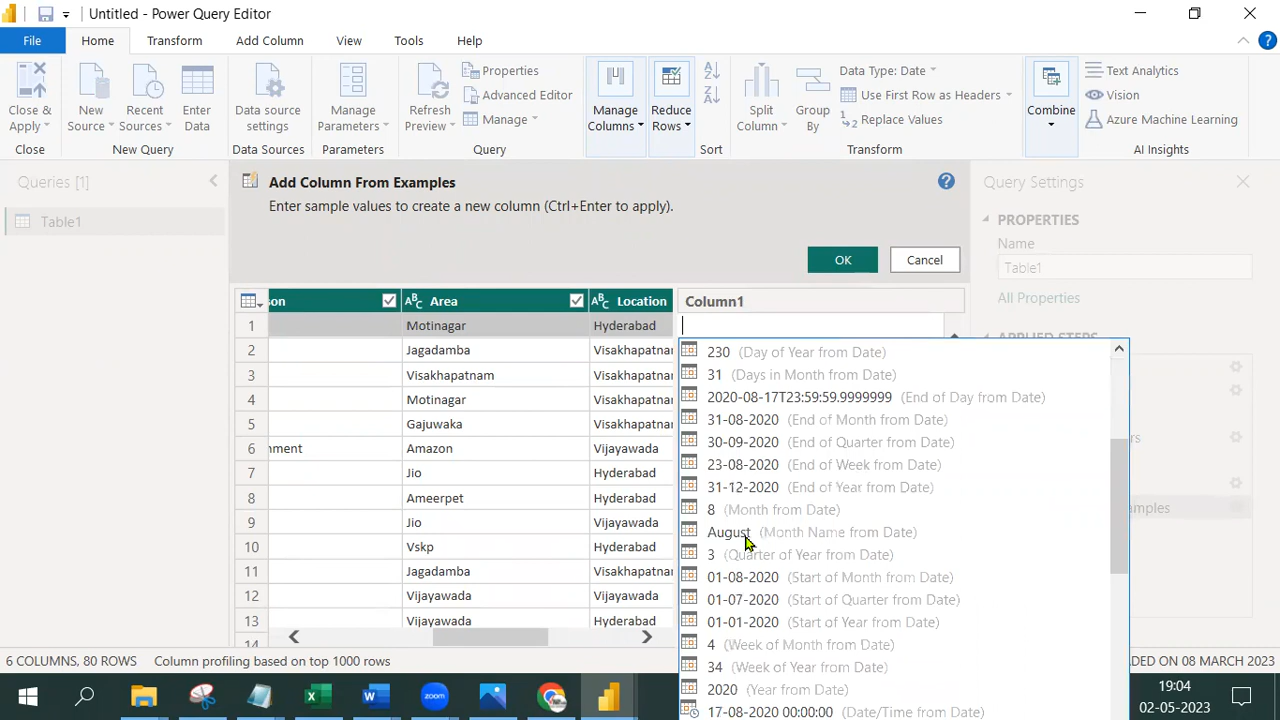 Untitled - Power Query Editor
File Home Transform Add Column View Tools Help
Close & Apply
New Source
Recent Sources
Enter Data
Data source settings
Manage Parameters
Refresh Preview
Properties
Advanced Editor
Manage
Manage Columns
Reduce Rows
Split Column
Group By
Data Type: Date
Use First Row as Headers
Replace Values
Combine
Text Analytics
Vision
Azure Machine Learning
Close New Query Data Sources Parameters Query Sort Transform AI Insights
Queries [1]
Table1
Add Column From Examples
Enter sample values to create a new column (Ctrl+Enter to apply).
OK Cancel
Query Settings
PROPERTIES
Name
Table1
All Properties
APPLIED STEPS
son Area Location Column1
1 Motinagar Hyderabad
2 Jagadamba Visakhapatnam
3 Visakhapatnam Visakhapatnam
4 Motinagar Hyderabad
5 Gajuwaka Visakhapatnam
6 nment Amazon Vijayawada
7 Jio Hyderabad
8 Ameerpet Hyderabad
9 Jio Vijayawada
10 Vskp Hyderabad
11 Jagadamba Hyderabad
12 Vijayawada Vijayawada
13 Vijayawada Hyderabad
14
230 (Day of Year from Date)
31 (Days in Month from Date)
2020-08-17T23:59:59.9999999 (End of Day from Date)
31-08-2020 (End of Month from Date)
30-09-2020 (End of Quarter from Date)
23-08-2020 (End of Week from Date)
31-12-2020 (End of Year from Date)
8 (Month from Date)
August (Month Name from Date)
3 (Quarter of Year from Date)
01-08-2020 (Start of Month from Date)
01-07-2020 (Start of Quarter from Date)
01-01-2020 (Start of Year from Date)
4 (Week of Month from Date)
34 (Week of Year from Date)
2020 (Year from Date)
17-08-2020 00:00:00 (Date/Time from Date)
ers
amples
6 COLUMNS, 80 ROWS Column profiling based on top 1000 rows
DED ON 08 MARCH 2023
zoom
19:04
02-05-2023